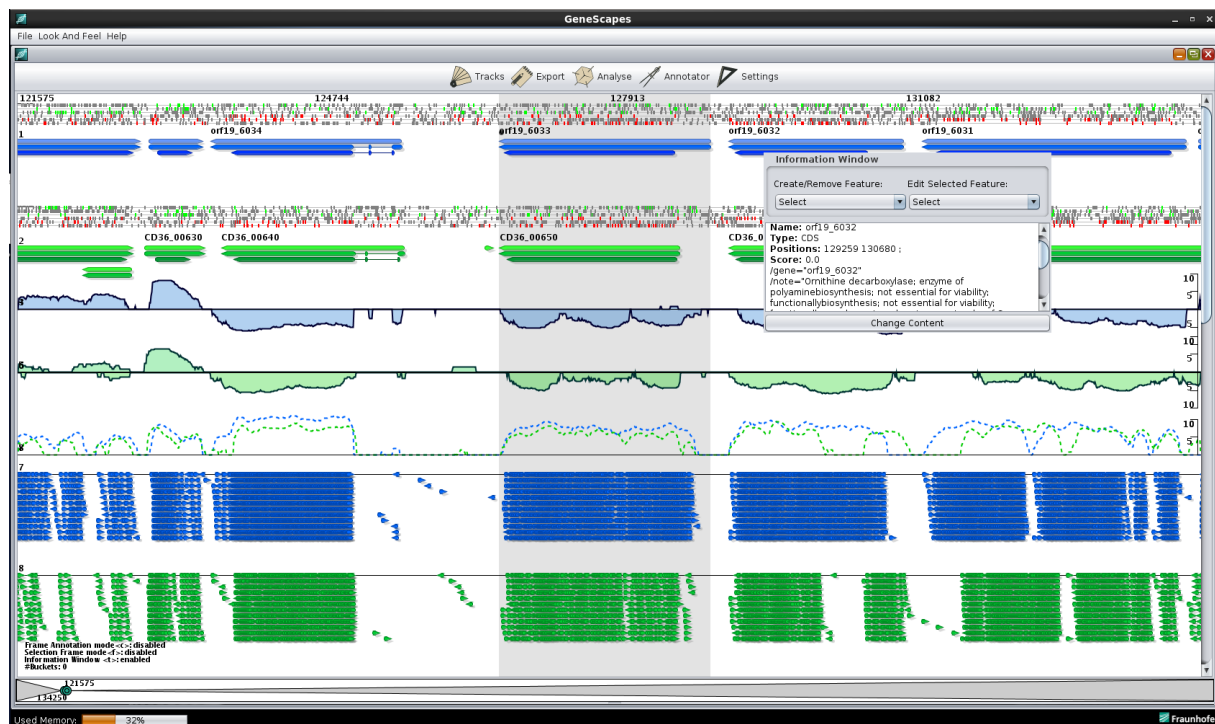 GeneScapes
File Look And Feel Help
Tracks Export Analyse Annotator Settings
121575 124744 127913 131082
1 orf19_6034 orf19_6033 orf19_6032 orf19_6031
Information Window
Create/Remove Feature: Edit Selected Feature:
Select Select
Name: orf19_6032
Type: CDS
Positions: 129259 130680 ;
Score: 0.0
/gene="orf19_6032"
/note="Ornithine decarboxylase; enzyme of
polyaminebiosynthesis; not essential for viability;
functionallybiosynthesis; not essential for viability;
Change Content
2 CD36_00630 CD36_00640 CD36_00650
10
5
5
10
10
5
5
10
10
5
7
8
Frame Annotation mode<c>:disabled
Selection Frame mode<f>:disabled
Information Window <t>:enabled
#Buckets: 0
121575
134250
Used Memory: 32%
Fraunhofe